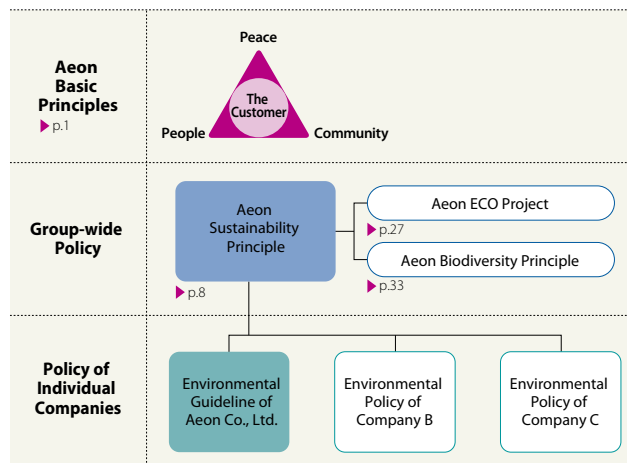 Aeon
Basic
Principles
▶ p.1
Peace
The
Customer
People
Community
Group-wide
Policy
Aeon
Sustainability
Principle
▶ p.8
Aeon ECO Project
▶ p.27
Aeon Biodiversity Principle
▶ p.33
Policy of
Individual
Companies
Environmental
Guideline of
Aeon Co., Ltd.
Environmental
Policy of
Company B
Environmental
Policy of
Company C